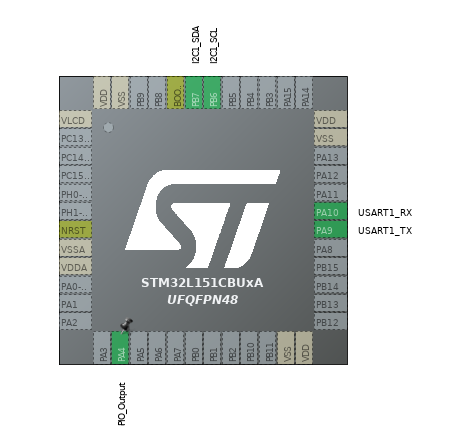 I2C1_SDA
I2C1_SCL
VDD
VSS
PB9
PB8
BOO..
PB7
PB6
PB5
PB4
PB3
PA15
PA14
VLCD
PC13..
PC14..
PC15..
PH0-..
PH1-..
NRST
VSSA
VDDA
PA0-..
PA1
PA2
VDD
VSS
PA13
PA12
PA11
PA10 USART1_RX
PA9 USART1_TX
PA8
PB15
PB14
PB13
PB12
STM32L151CBUxA
UFQFPN48
PA3
PA4
PA5
PA6
PA7
PB0
PB1
PB2
PB10
PB11
VSS
VDD
PIO_Output